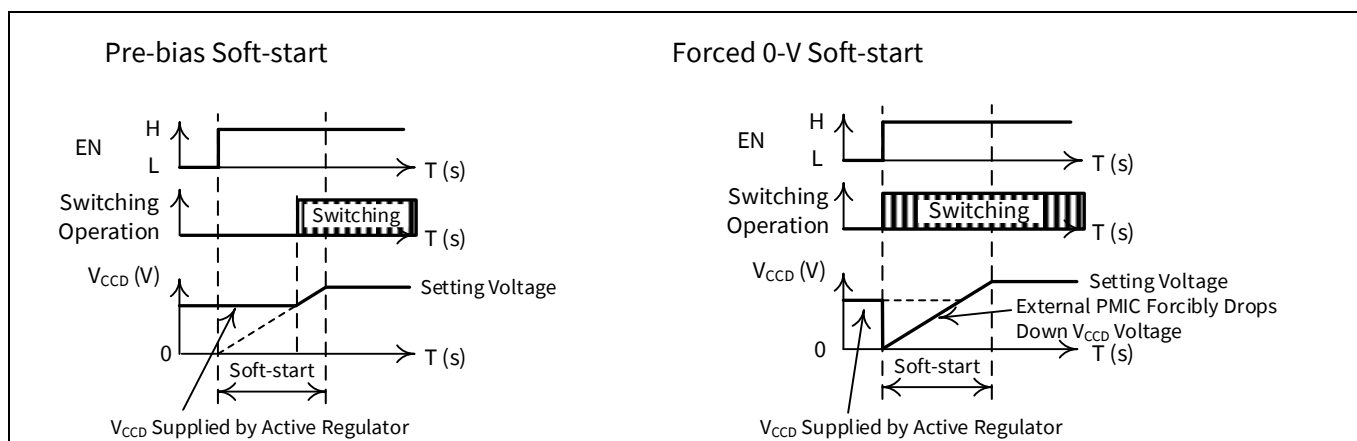 Pre-bias Soft-start
EN
H
L
T (s)
Switching
Operation
Switching
T (s)
VCCD (V)
Setting Voltage
0
T (s)
Soft-start
VCCD Supplied by Active Regulator
Forced 0-V Soft-start
EN
H
L
T (s)
Switching
Operation
Switching
T (s)
VCCD (V)
Setting Voltage
External PMIC Forcibly Drops
Down VCCD Voltage
0
T (s)
Soft-start
VCCD Supplied by Active Regulator